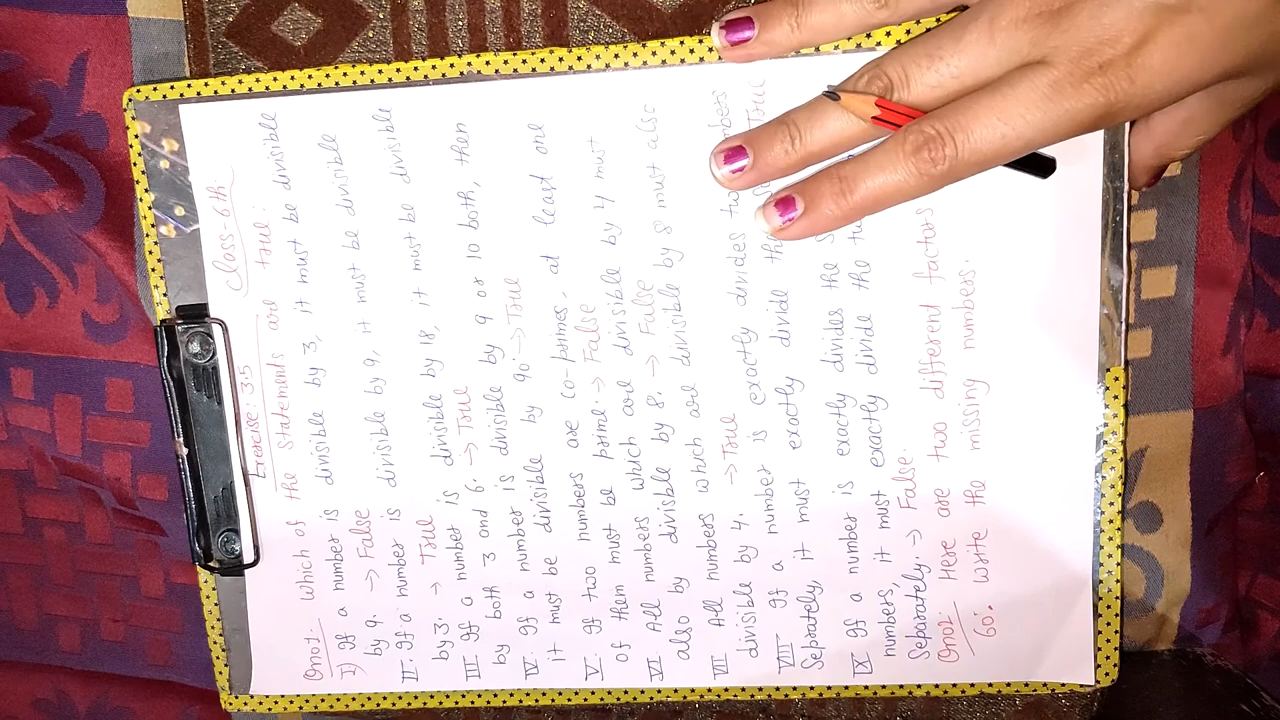 Exercise: 3.5 Class-6th.
Qno1:- Which of the statements are true:
I) If a number is divisible by 3, it must be divisible
by 9. → False
II. If a number is divisible by 9, it must be divisible
by 3. → True
III If a number is divisible by 18, it must be divisible
by both 3 and 6. → True
IV. If a number is divisible by 9 or 10 both, then
it must be divisible by 90. → True
V. If two numbers are co-primes, at least one
of them must be prime. → False
VI. All numbers which are divisible by 4 must
also by divisible by 8. → False
VII All numbers which are divisible by 8 must also
divisible by 4. → True
VIII If a number is exactly divides two numbers
Separately, it must exactly divide the True
IX If a number is exactly divides the
numbers, it must exactly divide the
Separately. → False.
Qno2. Here are two different factors
60. Write the missing numbers.